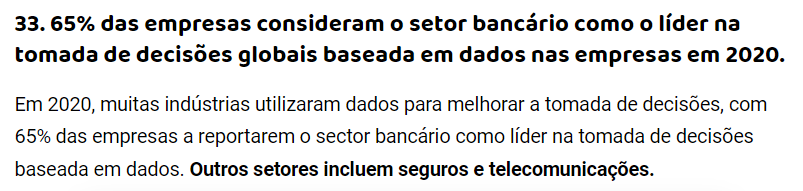 33. 65% das empresas consideram o setor bancário como o líder na
tomada de decisões globais baseada em dados nas empresas em 2020.
Em 2020, muitas indústrias utilizaram dados para melhorar a tomada de decisões, com
65% das empresas a reportarem o sector bancário como líder na tomada de decisões
baseada em dados. Outros setores incluem seguros e telecomunicações.